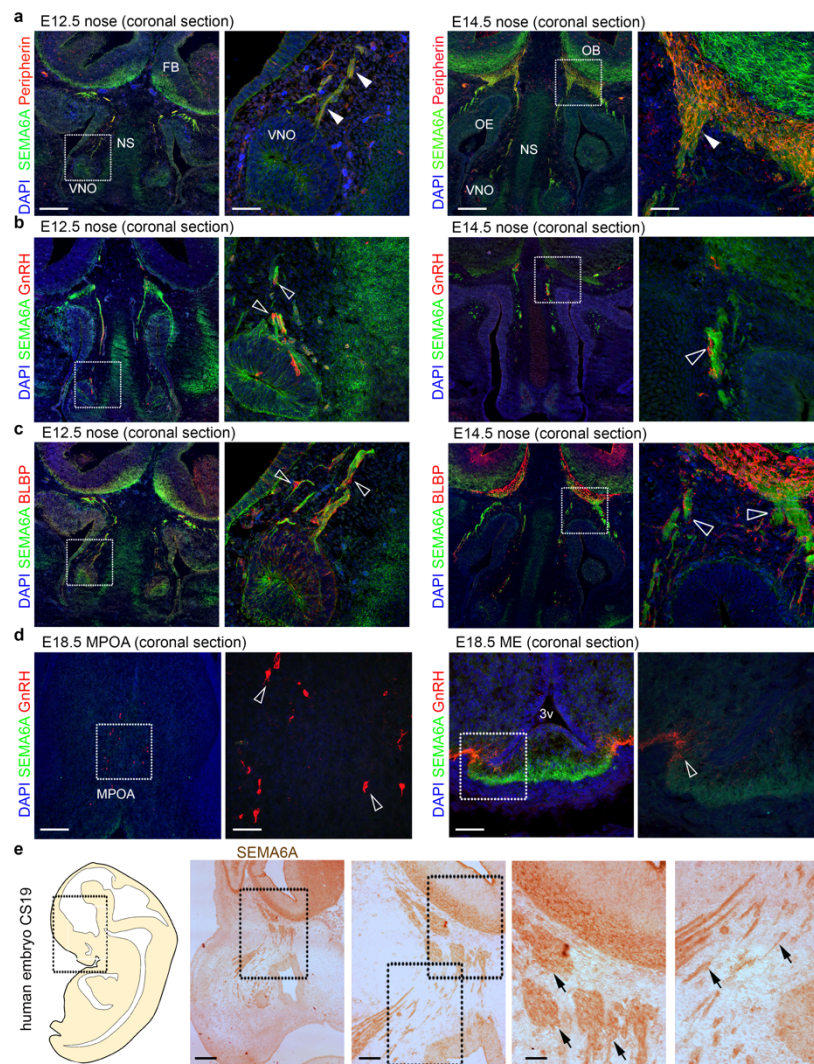 a
E12.5 nose (coronal section)
E14.5 nose (coronal section)
DAPI SEMA6A Peripherin
FB
NS
VNO
VNO
DAPI SEMA6A Peripherin
OB
OE
NS
VNO
b
E12.5 nose (coronal section)
E14.5 nose (coronal section)
DAPI SEMA6A GnRH
DAPI SEMA6A GnRH
c
E12.5 nose (coronal section)
E14.5 nose (coronal section)
DAPI SEMA6A BLBP
DAPI SEMA6A BLBP
d
E18.5 MPOA (coronal section)
E18.5 ME (coronal section)
DAPI SEMA6A GnRH
MPOA
DAPI SEMA6A GnRH
3v
e
SEMA6A
human embryo CS19